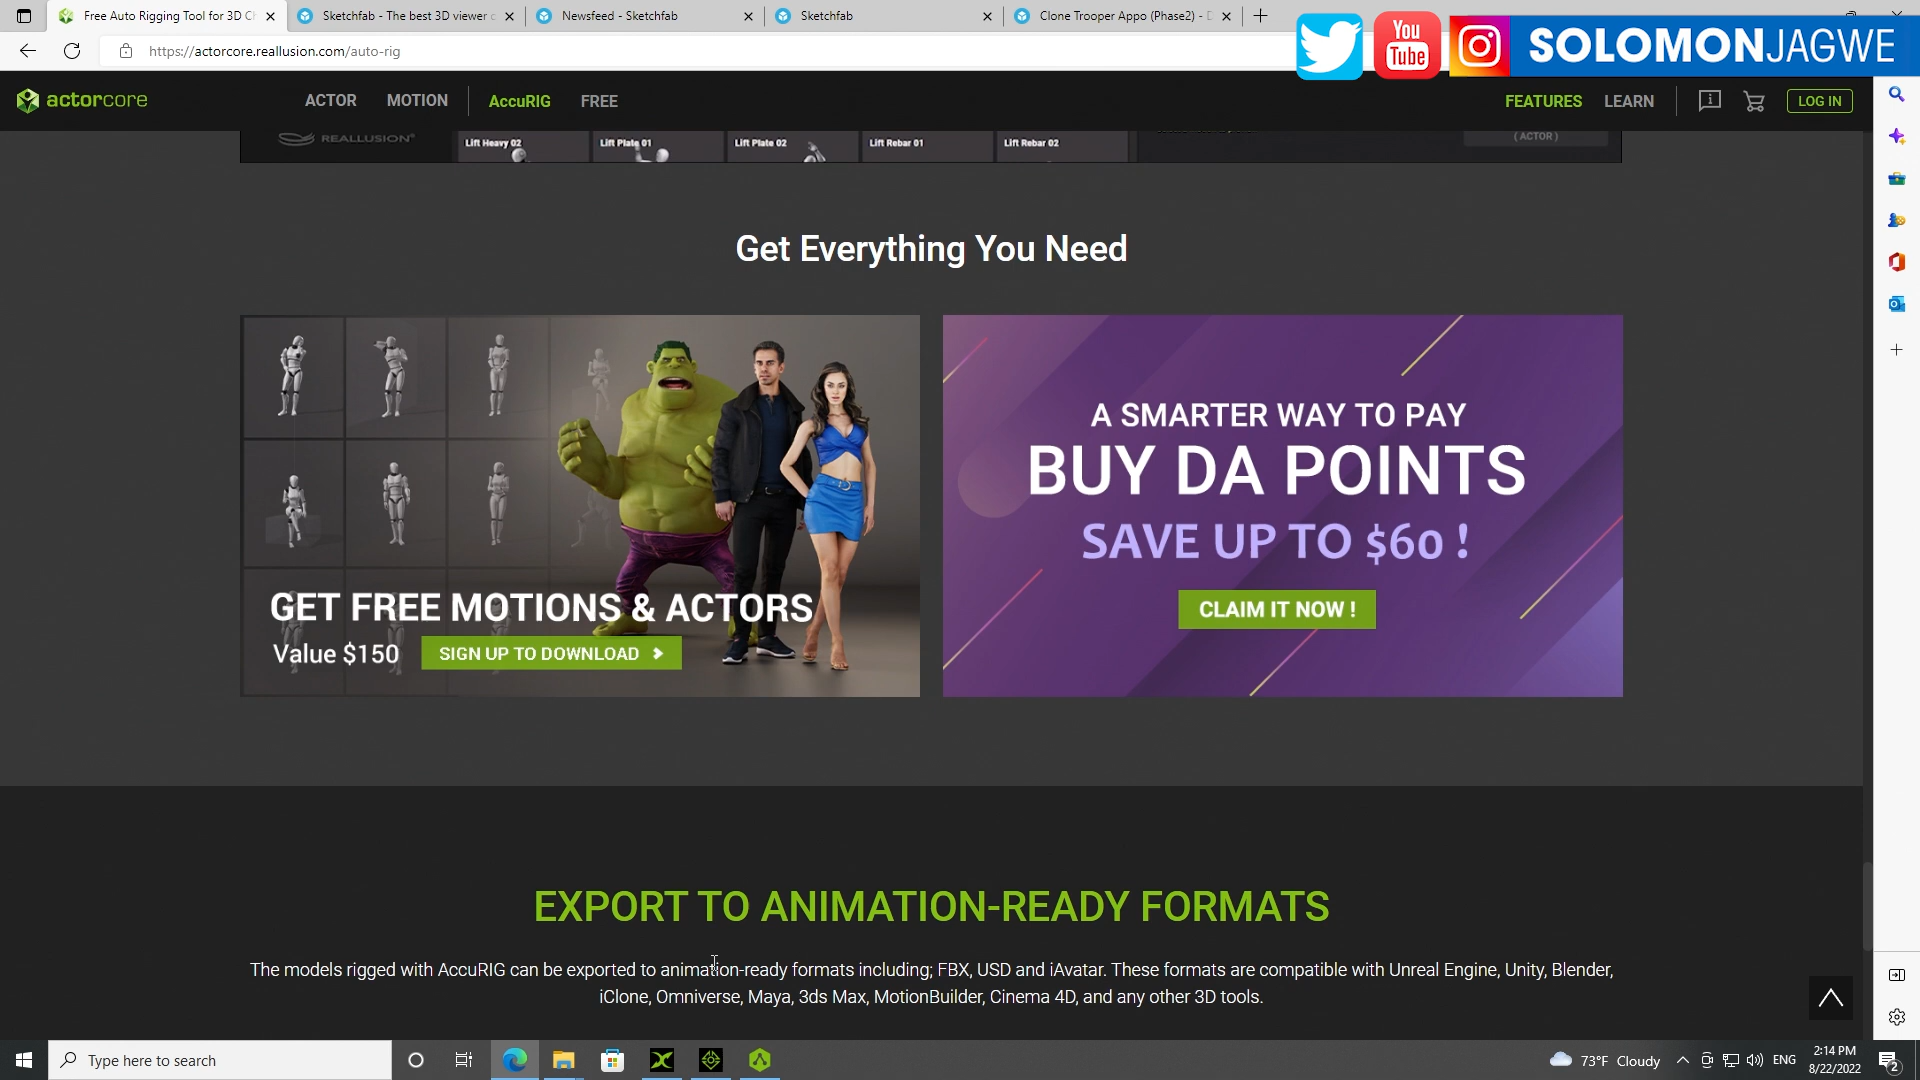 Free Auto Rigging Tool for 3D Ch
Sketchfab - The best 3D viewer o
Newsfeed - Sketchfab
Sketchfab
Clone Trooper Appo (Phase2) - D
You
Tube
SOLOMONJAGWE
https://actorcore.reallusion.com/auto-rig
actorcore
ACTOR
MOTION
AccuRIG
FREE
FEATURES
LEARN
LOG IN
REALLUSION
Lift Heavy 02
Lift Plate 01
Lift Plate 02
Lift Rebar 01
Lift Rebar 02
( ACTOR )
Get Everything You Need
GET FREE MOTIONS & ACTORS
Value $150
SIGN UP TO DOWNLOAD
A SMARTER WAY TO PAY
BUY DA POINTS
SAVE UP TO $60 !
CLAIM IT NOW !
EXPORT TO ANIMATION-READY FORMATS
The models rigged with AccuRIG can be exported to animation-ready formats including; FBX, USD and iAvatar. These formats are compatible with Unreal Engine, Unity, Blender,
iClone, Omniverse, Maya, 3ds Max, MotionBuilder, Cinema 4D, and any other 3D tools.
Type here to search
73°F Cloudy
ENG
2:14 PM
8/22/2022
2